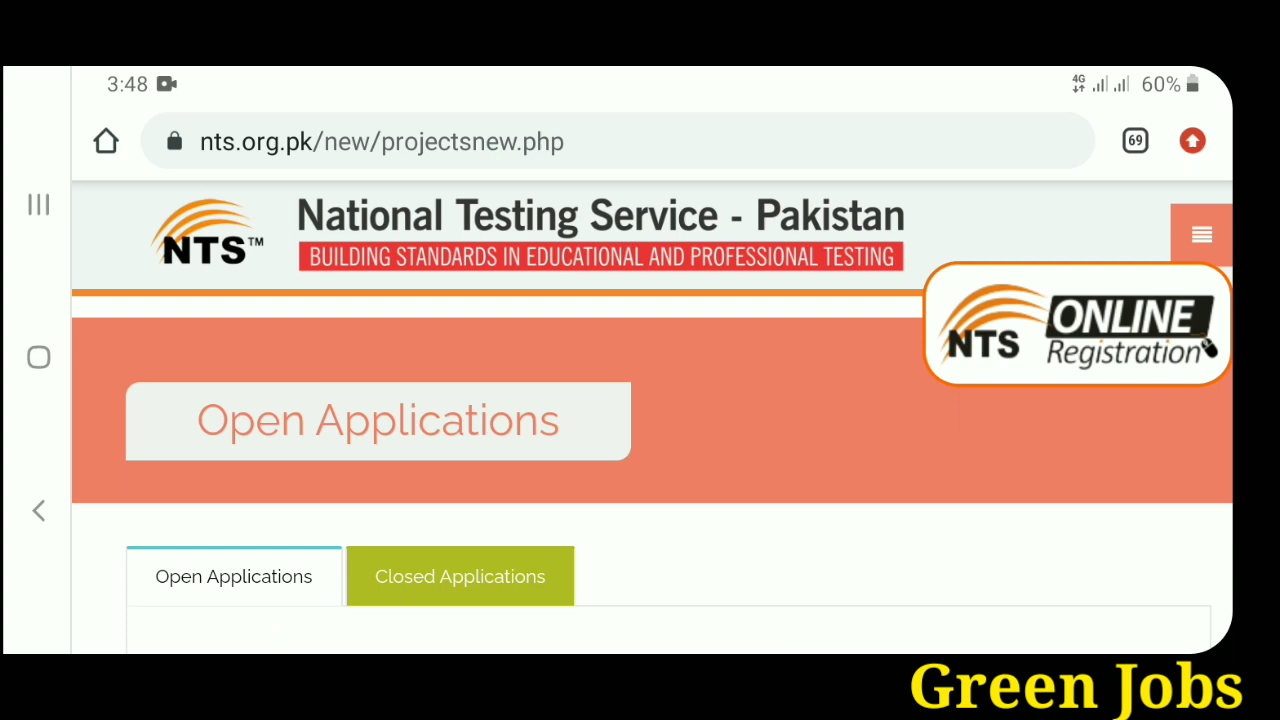 3:48
4G
60%
nts.org.pk/new/projectsnew.php
69
NTS™
National Testing Service - Pakistan
BUILDING STANDARDS IN EDUCATIONAL AND PROFESSIONAL TESTING
NTS
ONLINE
Registration
Open Applications
Open Applications
Closed Applications
Green Jobs